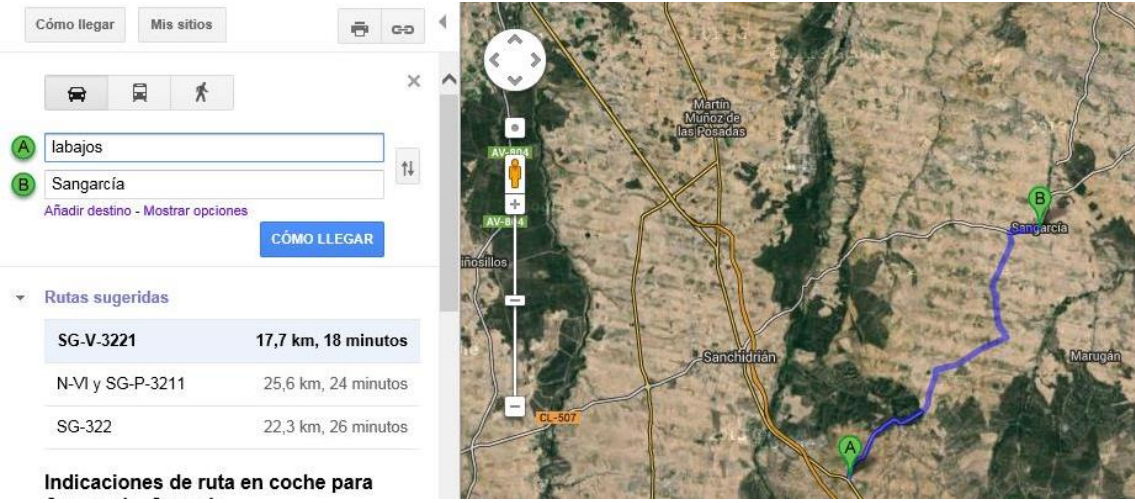 Cómo llegar
Mis sitios
A
labajos
B
Sangarcía
Añadir destino - Mostrar opciones
CÓMO LLEGAR
Rutas sugeridas
SG-V-3221 17,7 km, 18 minutos
N-VI y SG-P-3211 25,6 km, 24 minutos
SG-322 22,3 km, 26 minutos
Indicaciones de ruta en coche para
Martín
Muñoz de
las Posadas
AV-804
AV-804
B
Sangarcía
iñosillos
Sanchidrián
Marugán
CL-507
A